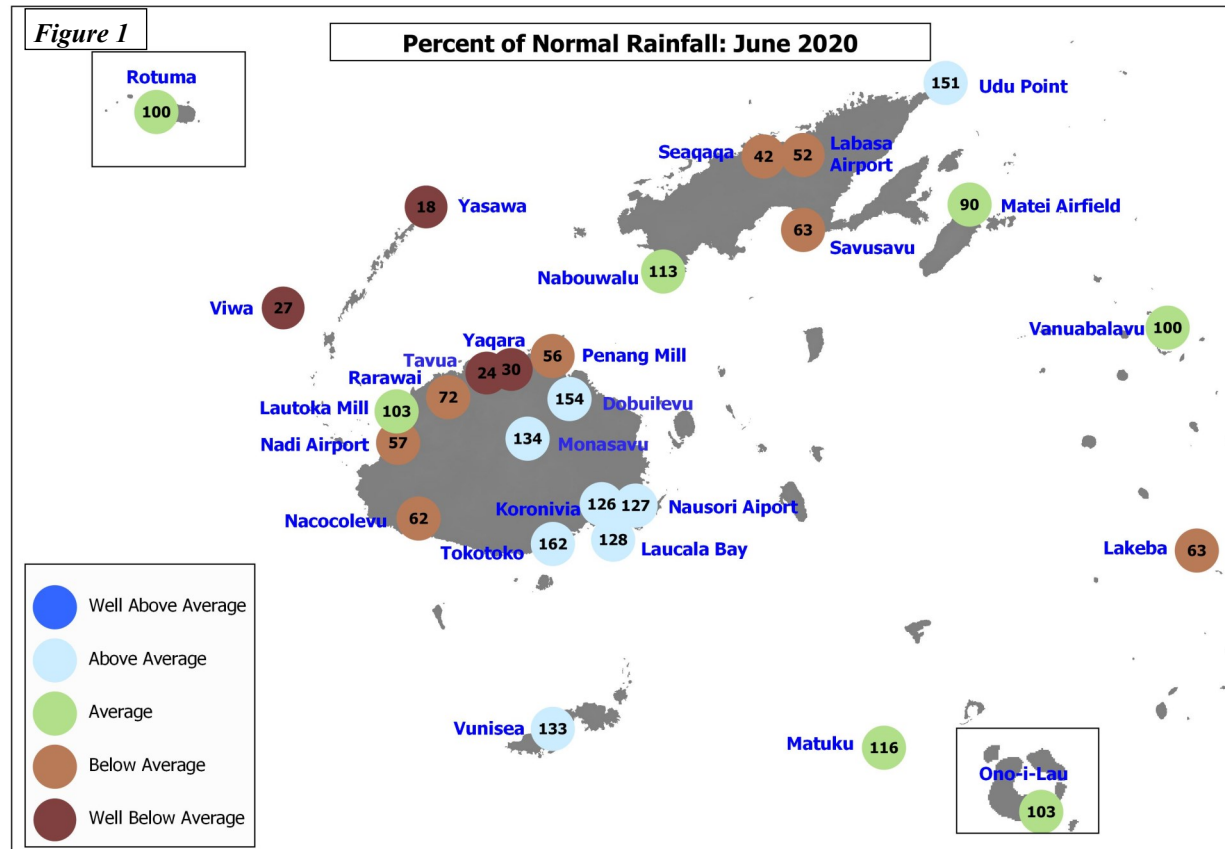 Figure 1
Percent of Normal Rainfall: June 2020
Rotuma
100
151
Udu Point
Seaqaqa
42
52
Labasa
Airport
18
Yasawa
90
Matei Airfield
63
Savusavu
113
Nabouwalu
Viwa
27
Vanuabalavu
100
Yaqara
Tavua
24
30
56
Penang Mill
Rarawai
72
154
Dobuilevu
Lautoka Mill
103
134
Monasavu
Nadi Airport
57
Koronivia
126
127
Nausori Aiport
Nacocolevu
62
Tokotoko
162
128
Laucala Bay
Lakeba
63
Well Above Average
Above Average
Average
Below Average
Well Below Average
Vunisea
133
Matuku
116
Ono-i-Lau
103